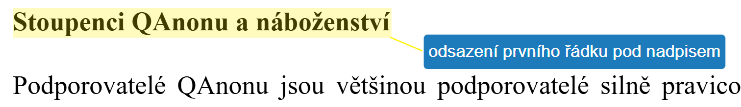 Stoupenci QAnonu a náboženství
odsazení prvního řádku pod nadpisem
Podporovatelé QAnonu jsou většinou podporovatelé silně pravico